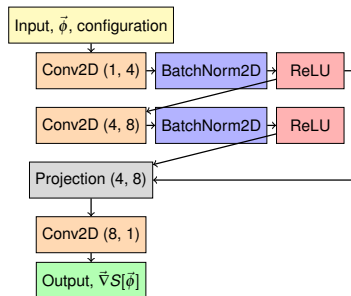 Input, $\vec{\phi}$, configuration
Conv2D (1, 4) BatchNorm2D ReLU
Conv2D (4, 8) BatchNorm2D ReLU
Projection (4, 8)
Conv2D (8, 1)
Output, $\vec{\nabla}S[\vec{\phi}]$